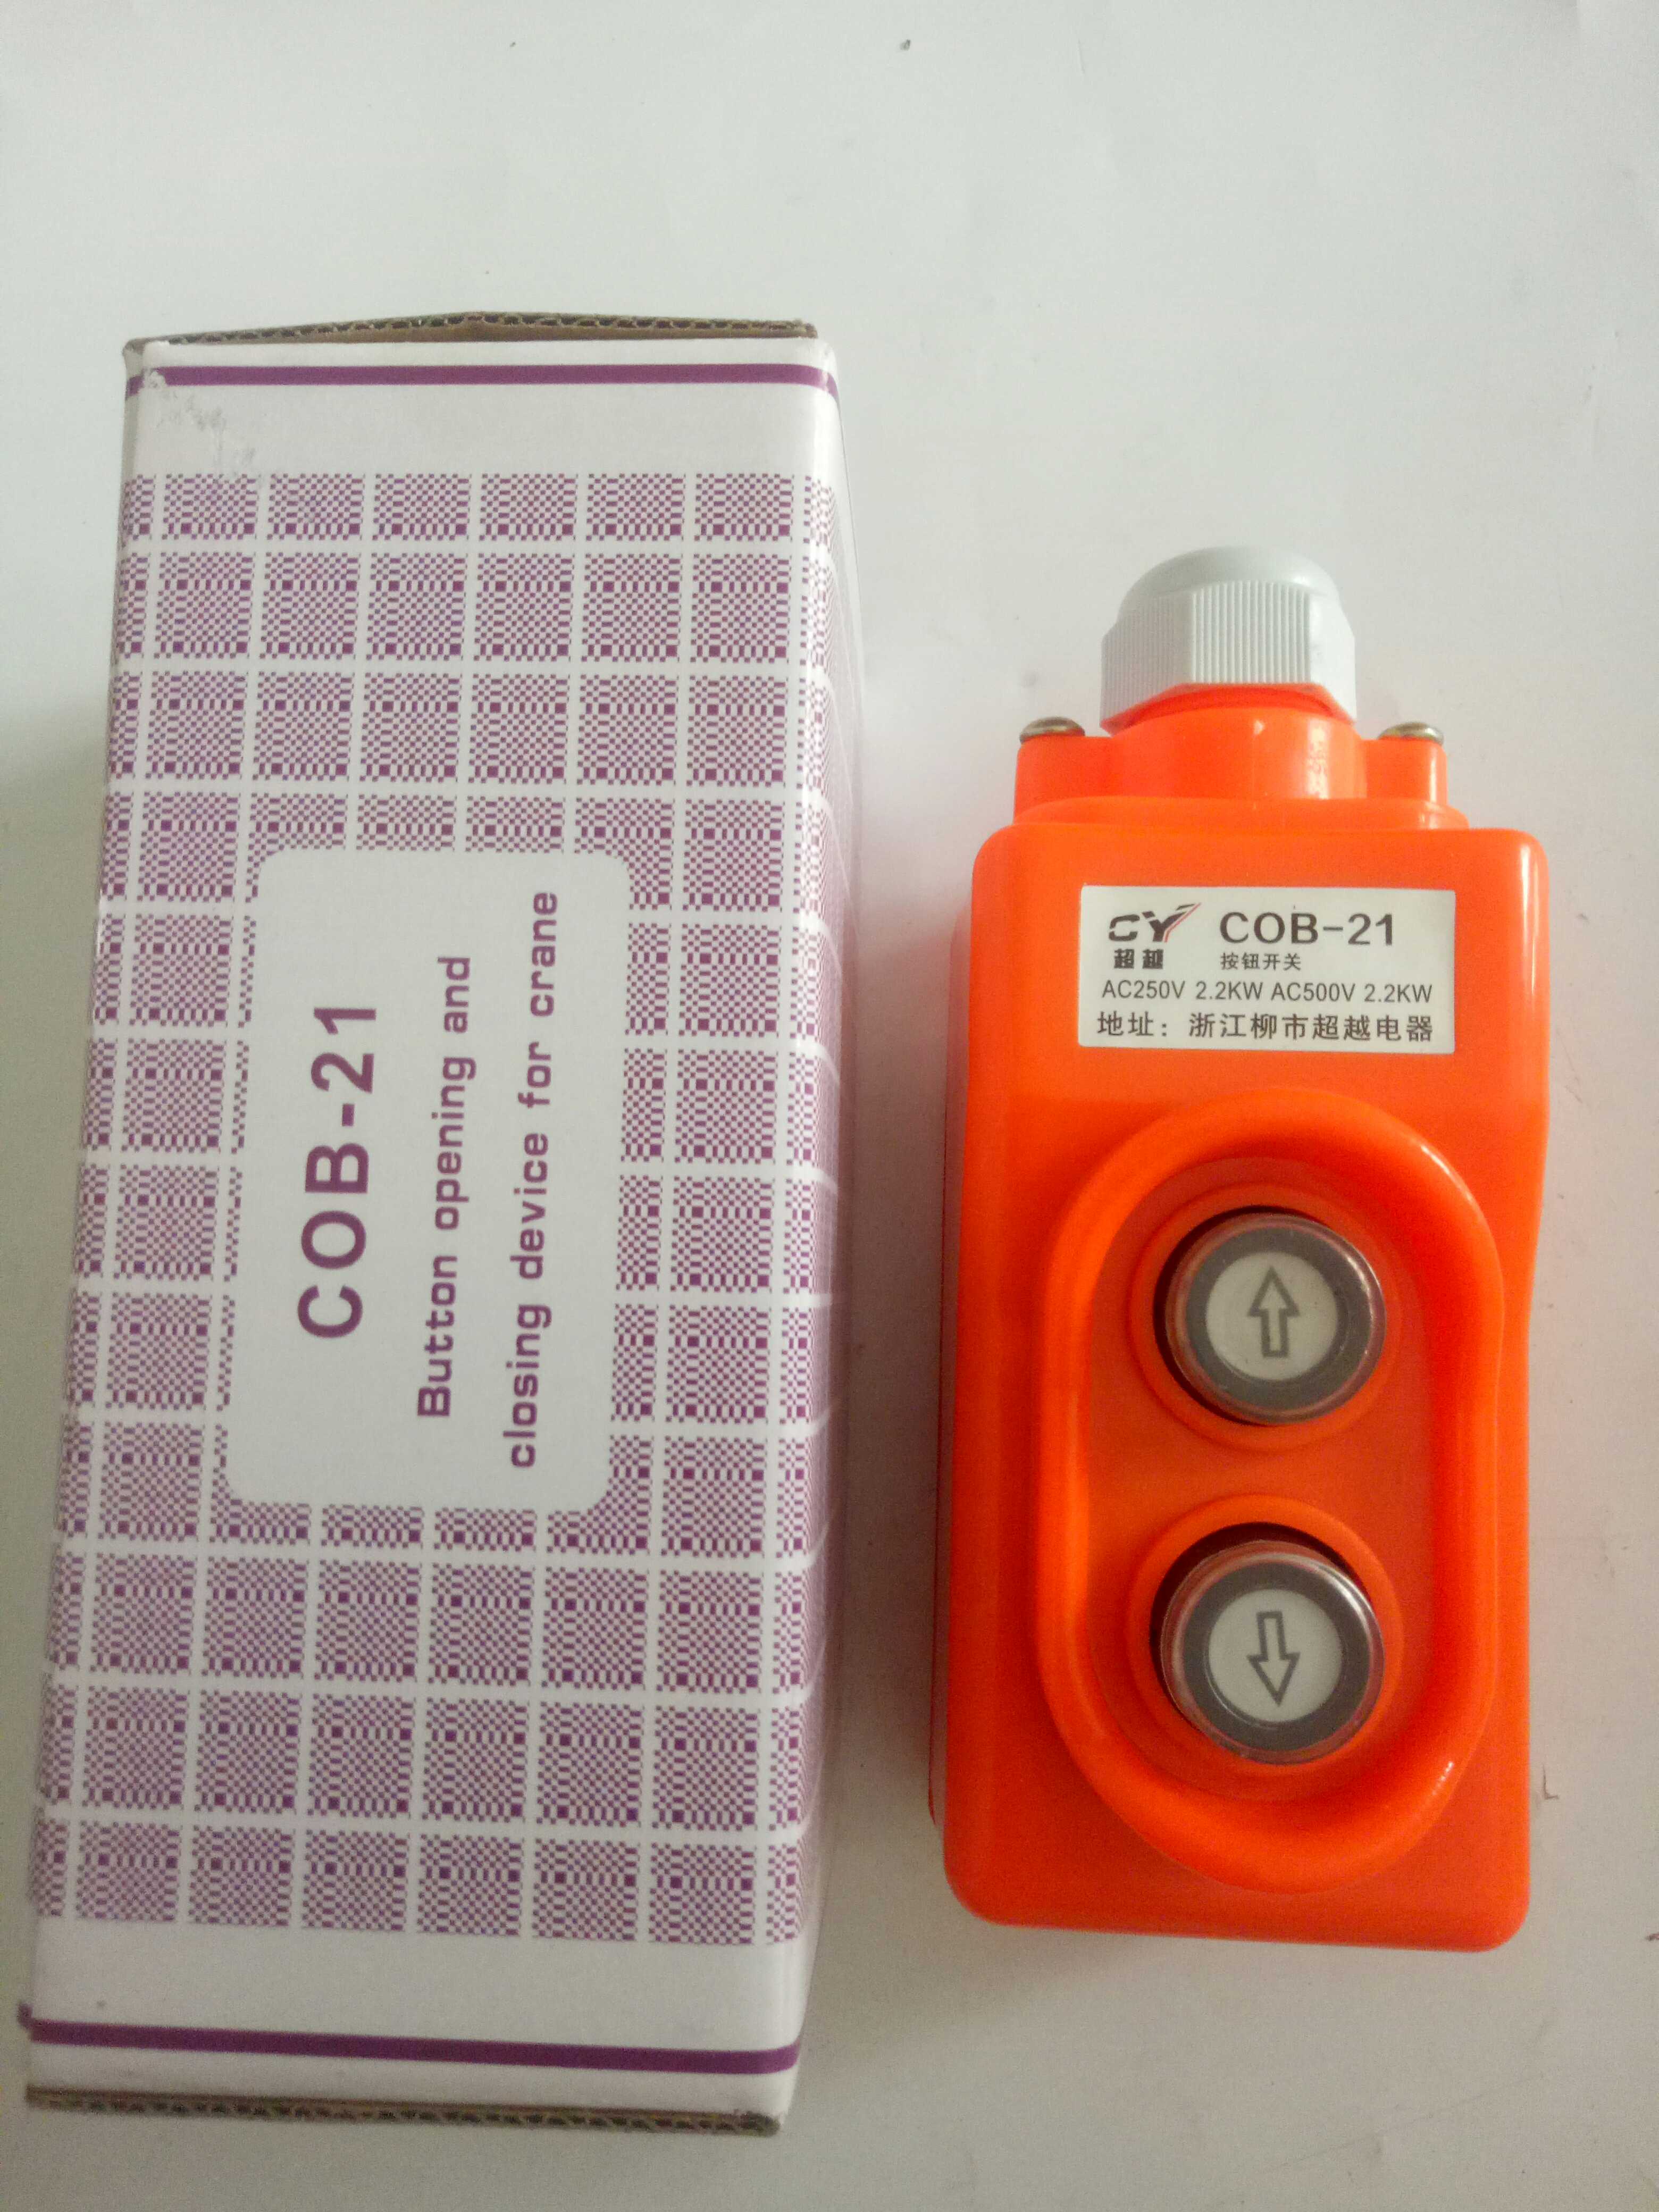 COB-21
Button opening and
closing device for crane
CY COB-21
超越 按钮开关
AC250V 2.2KW AC500V 2.2KW
地址：浙江柳市超越电器